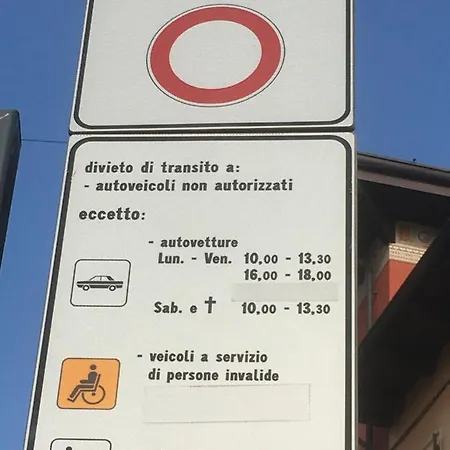 divieto di transito a:
- autoveicoli non autorizzati
eccetto:
- autovetture
Lun. - Ven. 10.00 - 13.30
16.00 - 18.00
Sab. e † 10.00 - 13.30
- veicoli a servizio
di persone invalide